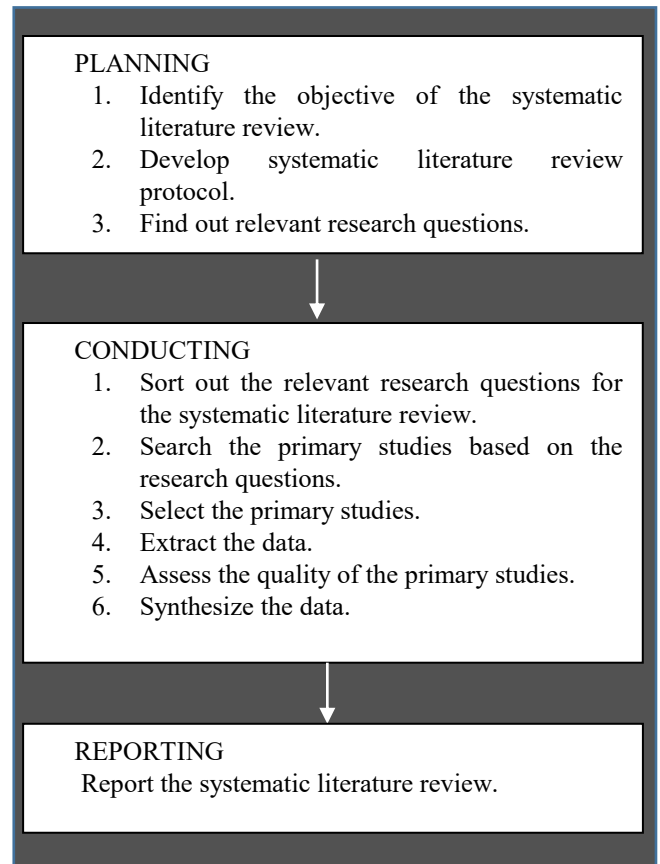 PLANNING
1. Identify the objective of the systematic
literature review.
2. Develop systematic literature review
protocol.
3. Find out relevant research questions.
CONDUCTING
1. Sort out the relevant research questions for
the systematic literature review.
2. Search the primary studies based on the
research questions.
3. Select the primary studies.
4. Extract the data.
5. Assess the quality of the primary studies.
6. Synthesize the data.
REPORTING
Report the systematic literature review.